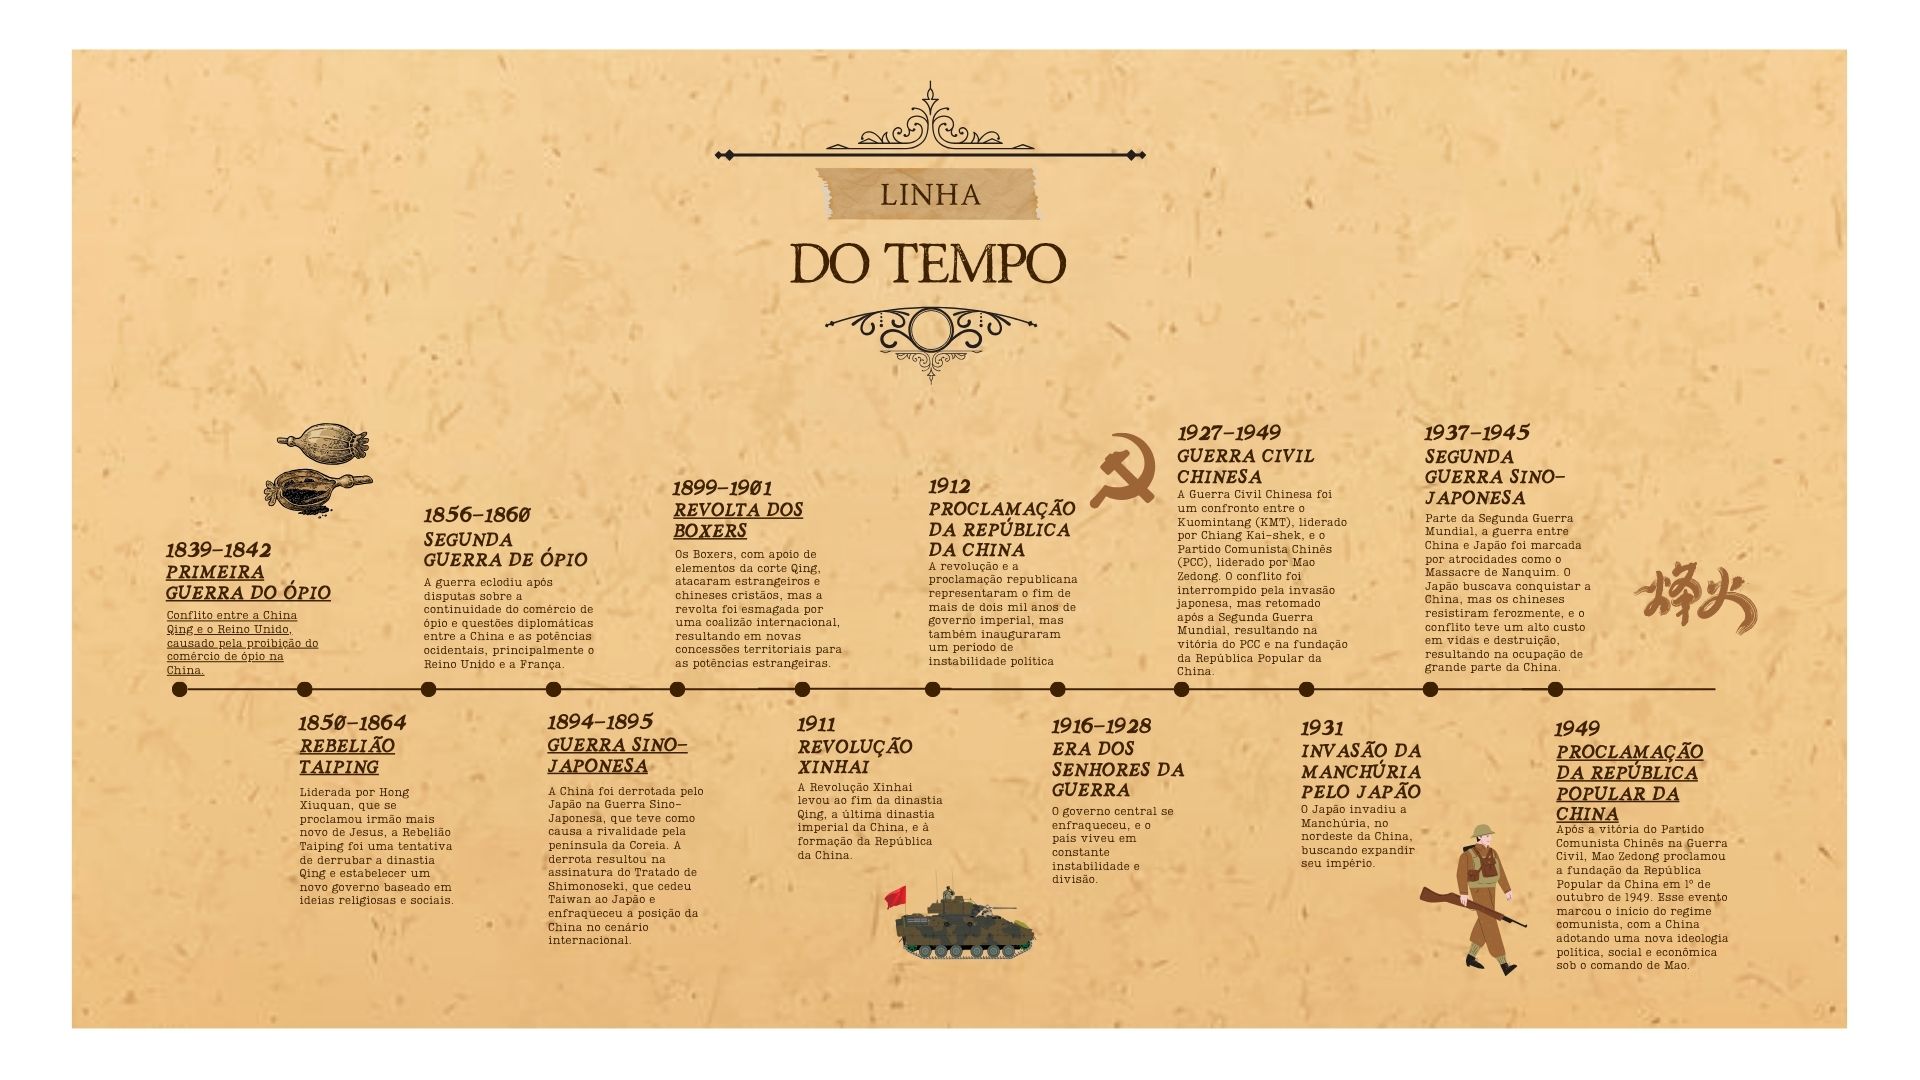 LINHA
DO TEMPO
1839-1842
PRIMEIRA
GUERRA DO ÓPIO
Conflito entre a China
Qing e o Reino Unido,
causado pela proibição do
comércio de ópio na
China.
1850-1864
REBELIÃO
TAIPING
Liderada por Hong
Xiuquan, que se
proclamou irmão mais
novo de Jesus, a Rebelião
Taiping foi uma tentativa
de derrubar a dinastia
Qing e estabelecer um
novo governo baseado em
ideias religiosas e sociais.
1856-1860
SEGUNDA
GUERRA DE ÓPIO
A guerra eclodiu após
disputas sobre a
continuidade do comércio de
ópio e questões diplomáticas
entre a China e as potências
ocidentais, principalmente o
Reino Unido e a França.
1894-1895
GUERRA SINO-
JAPONESA
A China foi derrotada pelo
Japão na Guerra Sino-
Japonesa, que teve como
causa a rivalidade pela
península da Coreia. A
derrota resultou na
assinatura do Tratado de
Shimonoseki, que cedeu
Taiwan ao Japão e
enfraqueceu a posição da
China no cenário
internacional.
1899-1901
REVOLTA DOS
BOXERS
Os Boxers, com apoio de
elementos da corte Qing,
atacaram estrangeiros e
chineses cristãos, mas a
revolta foi esmagada por
uma coalizão internacional,
resultando em novas
concessões territoriais para
as potências estrangeiras.
1911
REVOLUÇÃO
XINHAI
A Revolução Xinhai
levou ao fim da dinastia
Qing, a última dinastia
imperial da China, e à
formação da República
da China.
1912
PROCLAMAÇÃO
DA REPÚBLICA
DA CHINA
A revolução e a
proclamação republicana
representaram o fim de
mais de dois mil anos de
governo imperial, mas
também inauguraram
um período de
instabilidade política
1916-1928
ERA DOS
SENHORES DA
GUERRA
O governo central se
enfraqueceu, e o
país viveu em
constante
instabilidade e
divisão.
1927-1949
GUERRA CIVIL
CHINESA
A Guerra Civil Chinesa foi
um confronto entre o
Kuomintang (KMT), liderado
por Chiang Kai-shek, e o
Partido Comunista Chinês
(PCC), liderado por Mao
Zedong. O conflito foi
interrompido pela invasão
japonesa, mas retomado
após a Segunda Guerra
Mundial, resultando na
vitória do PCC e na fundação
da República Popular da
China.
1931
INVASÃO DA
MANCHÚRIA
PELO JAPÃO
O Japão invadiu a
Manchúria, no
nordeste da China,
buscando expandir
seu império.
1937-1945
SEGUNDA
GUERRA SINO-
JAPONESA
Parte da Segunda Guerra
Mundial, a guerra entre
China e Japão foi marcada
por atrocidades como o
Massacre de Nanquim. O
Japão buscava conquistar a
China, mas os chineses
resistiram ferozmente, e o
conflito teve um alto custo
em vidas e destruição,
resultando na ocupação de
grande parte da China.
烽火
1949
PROCLAMAÇÃO
DA REPÚBLICA
POPULAR DA
CHINA
Após a vitória do Partido
Comunista Chinês na Guerra
Civil, Mao Zedong proclamou
a fundação da República
Popular da China em 1º de
outubro de 1949. Esse evento
marcou o início do regime
comunista, com a China
adotando uma nova ideologia
política, social e econômica
sob o comando de Mao.